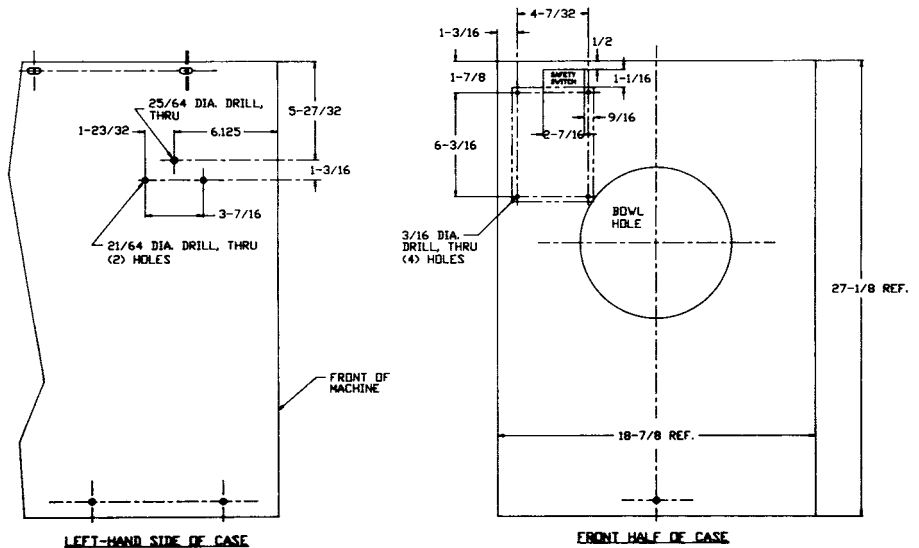 25/64 DIA. DRILL,
THRU
1-23/32
6.125
5-27/32
1-3/16
3-7/16
21/64 DIA. DRILL, THRU
(2) HOLES
FRONT OF
MACHINE
LEFT-HAND SIDE OF CASE
4-7/32
1-3/16
1/2
1-7/8
SAFETY
SWITCH
1-1/16
9/16
2-7/16
6-3/16
BOWL
HOLE
3/16 DIA.
DRILL, THRU
(4) HOLES
27-1/8 REF.
18-7/8 REF.
FRONT HALF OF CASE